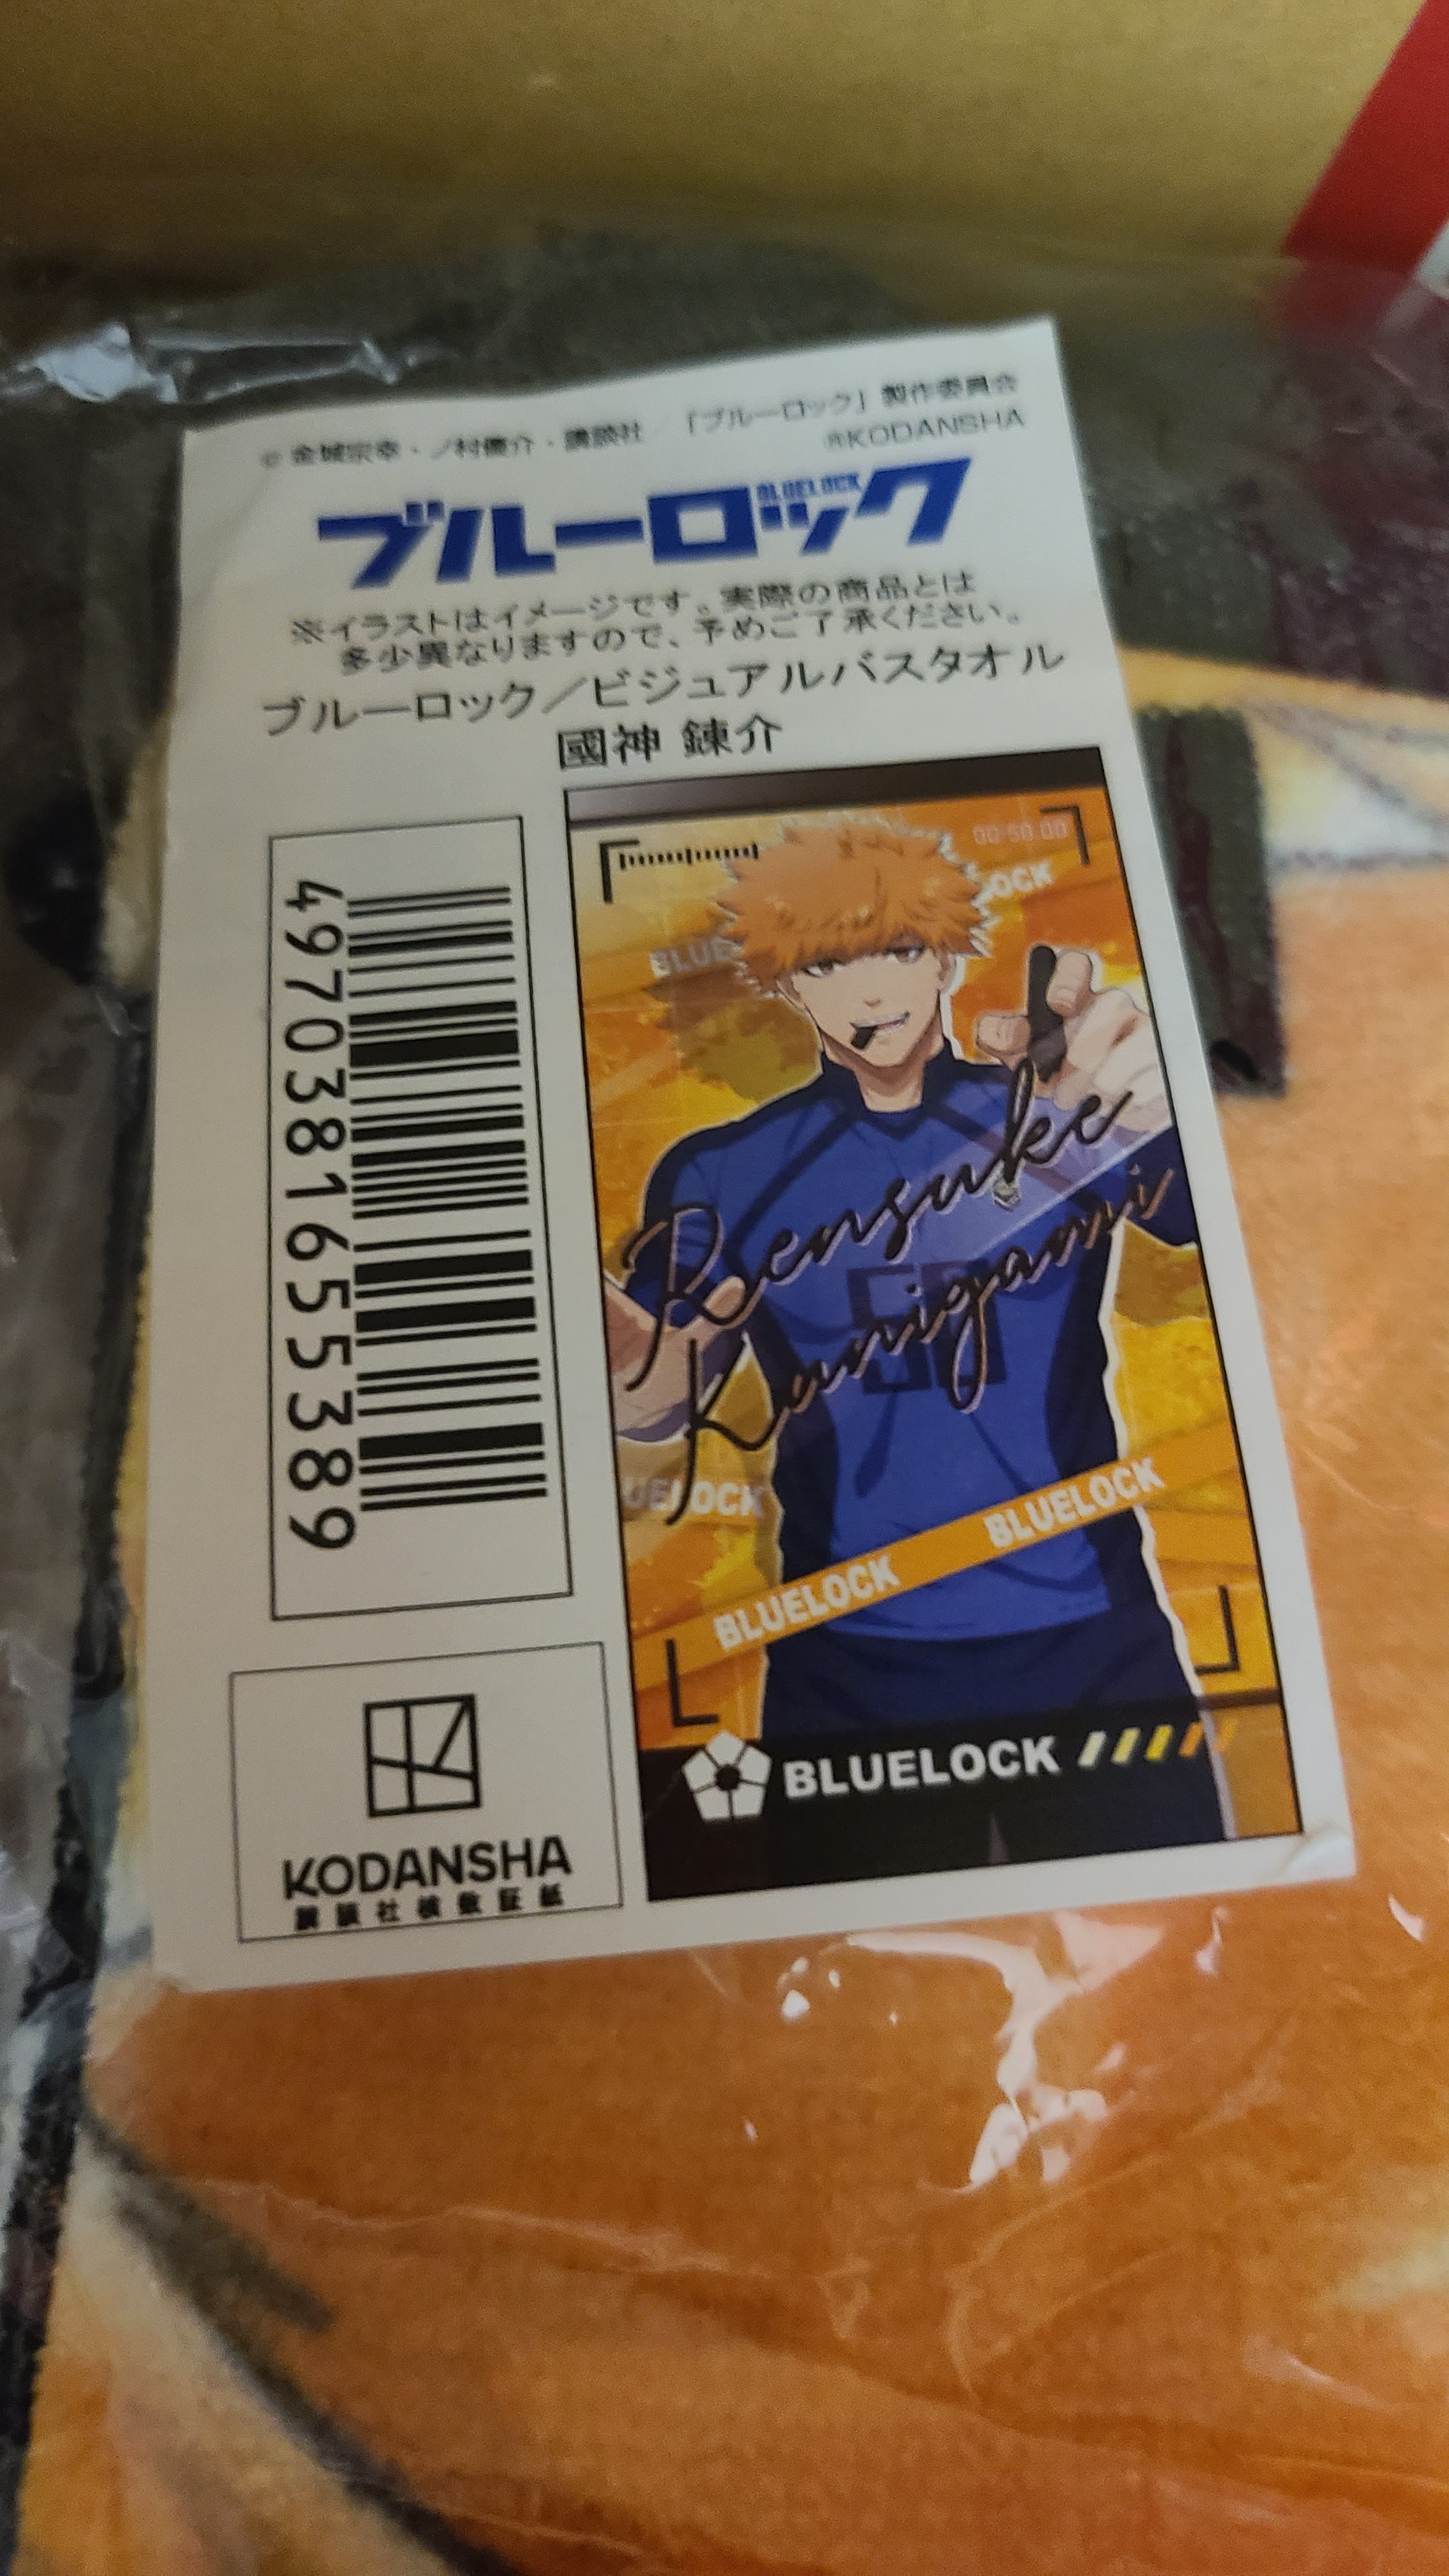 © 金城宗幸・ノ村優介・講談社／「ブルーロック」製作委員会
®KODANSHA
ブルーロック
BLUELOCK
※イラストはイメージです。実際の商品とは
多少異なりますので、予めご了承ください。
ブルーロック／ビジュアルバスタオル
國神 錬介
4970381655389
00:50:00
BLUE
OCK
Rensuke
Kunigami
50
UELOCK
BLUELOCK BLUELOCK
BLUELOCK
KODANSHA
講談社検数証紙